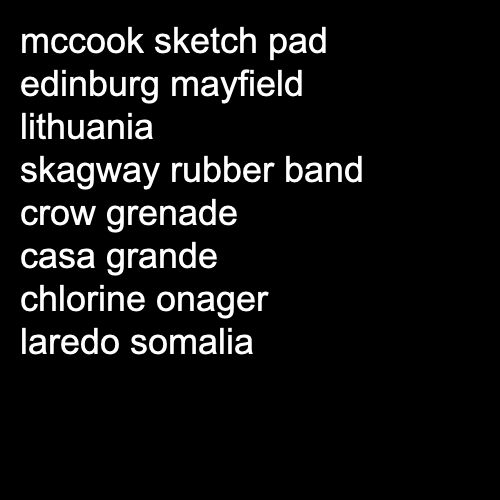 mccook sketch pad
edinburg mayfield
lithuania
skagway rubber band
crow grenade
casa grande
chlorine onager
laredo somalia